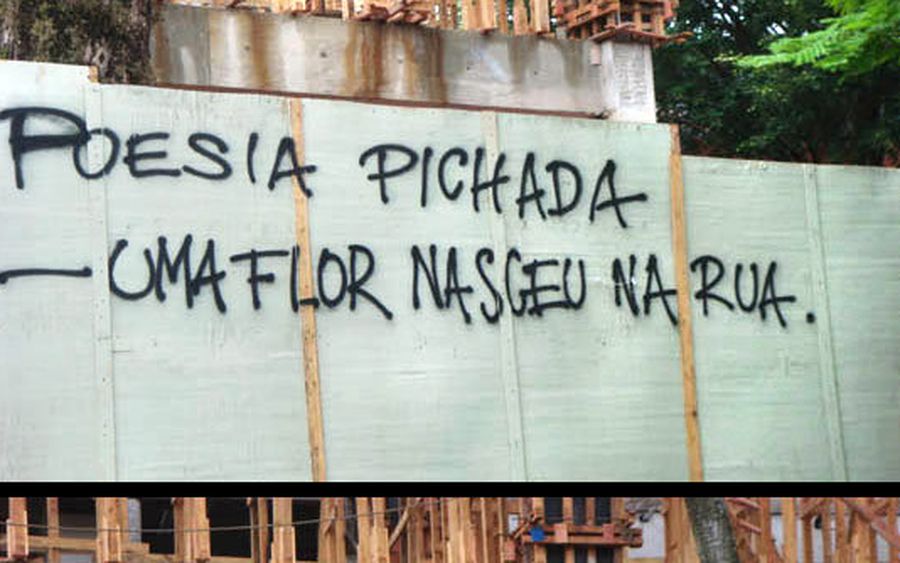 POESIA PICHADA
— UMA FLOR NASCEU NA RUA.